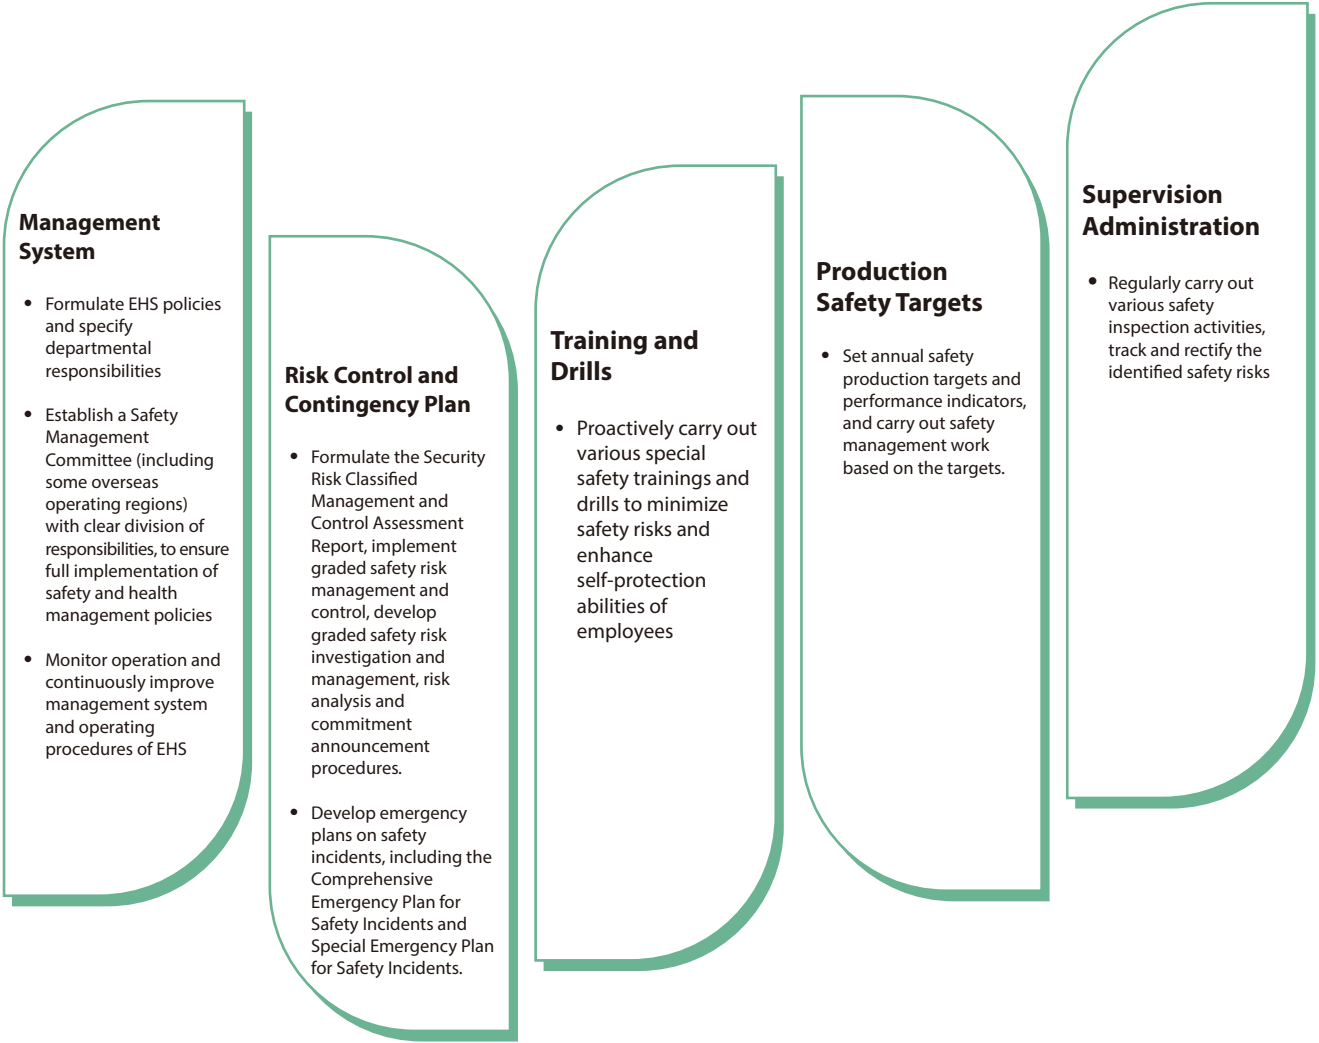 Management
System
• Formulate EHS policies
and specify
departmental
responsibilities
• Establish a Safety
Management
Committee (including
some overseas
operating regions)
with clear division of
responsibilities, to ensure
full implementation of
safety and health
management policies
• Monitor operation and
continuously improve
management system
and operating
procedures of EHS
Risk Control and
Contingency Plan
• Formulate the Security
Risk Classified
Management and
Control Assessment
Report, implement
graded safety risk
management and
control, develop
graded safety risk
investigation and
management, risk
analysis and
commitment
announcement
procedures.
• Develop emergency
plans on safety
incidents, including the
Comprehensive
Emergency Plan for
Safety Incidents and
Special Emergency Plan
for Safety Incidents.
Training and
Drills
• Proactively carry out
various special
safety trainings and
drills to minimize
safety risks and
enhance
self-protection
abilities of
employees
Production
Safety Targets
• Set annual safety
production targets and
performance indicators,
and carry out safety
management work
based on the targets.
Supervision
Administration
• Regularly carry out
various safety
inspection activities,
track and rectify the
identified safety risks